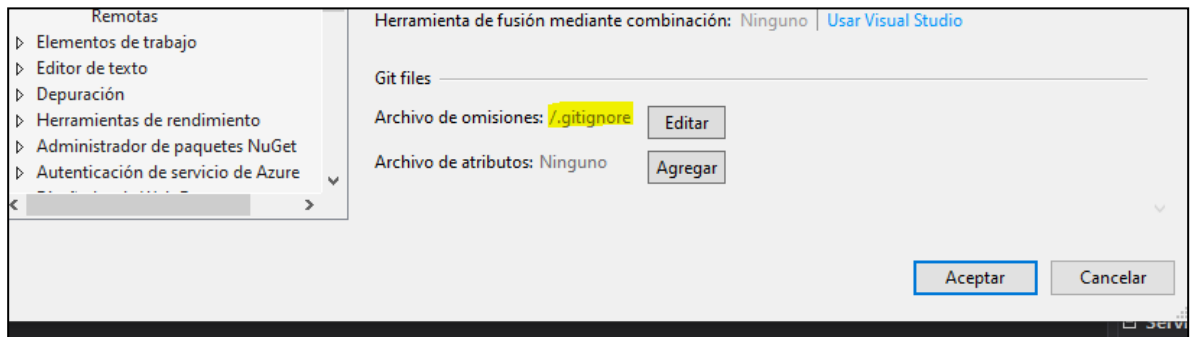 Remotas
Elementos de trabajo
Editor de texto
Depuración
Herramientas de rendimiento
Administrador de paquetes NuGet
Autenticación de servicio de Azure
Herramienta de fusión mediante combinación: Ninguno | Usar Visual Studio
Git files
Archivo de omisiones: /.gitignore Editar
Archivo de atributos: Ninguno Agregar
Aceptar Cancelar